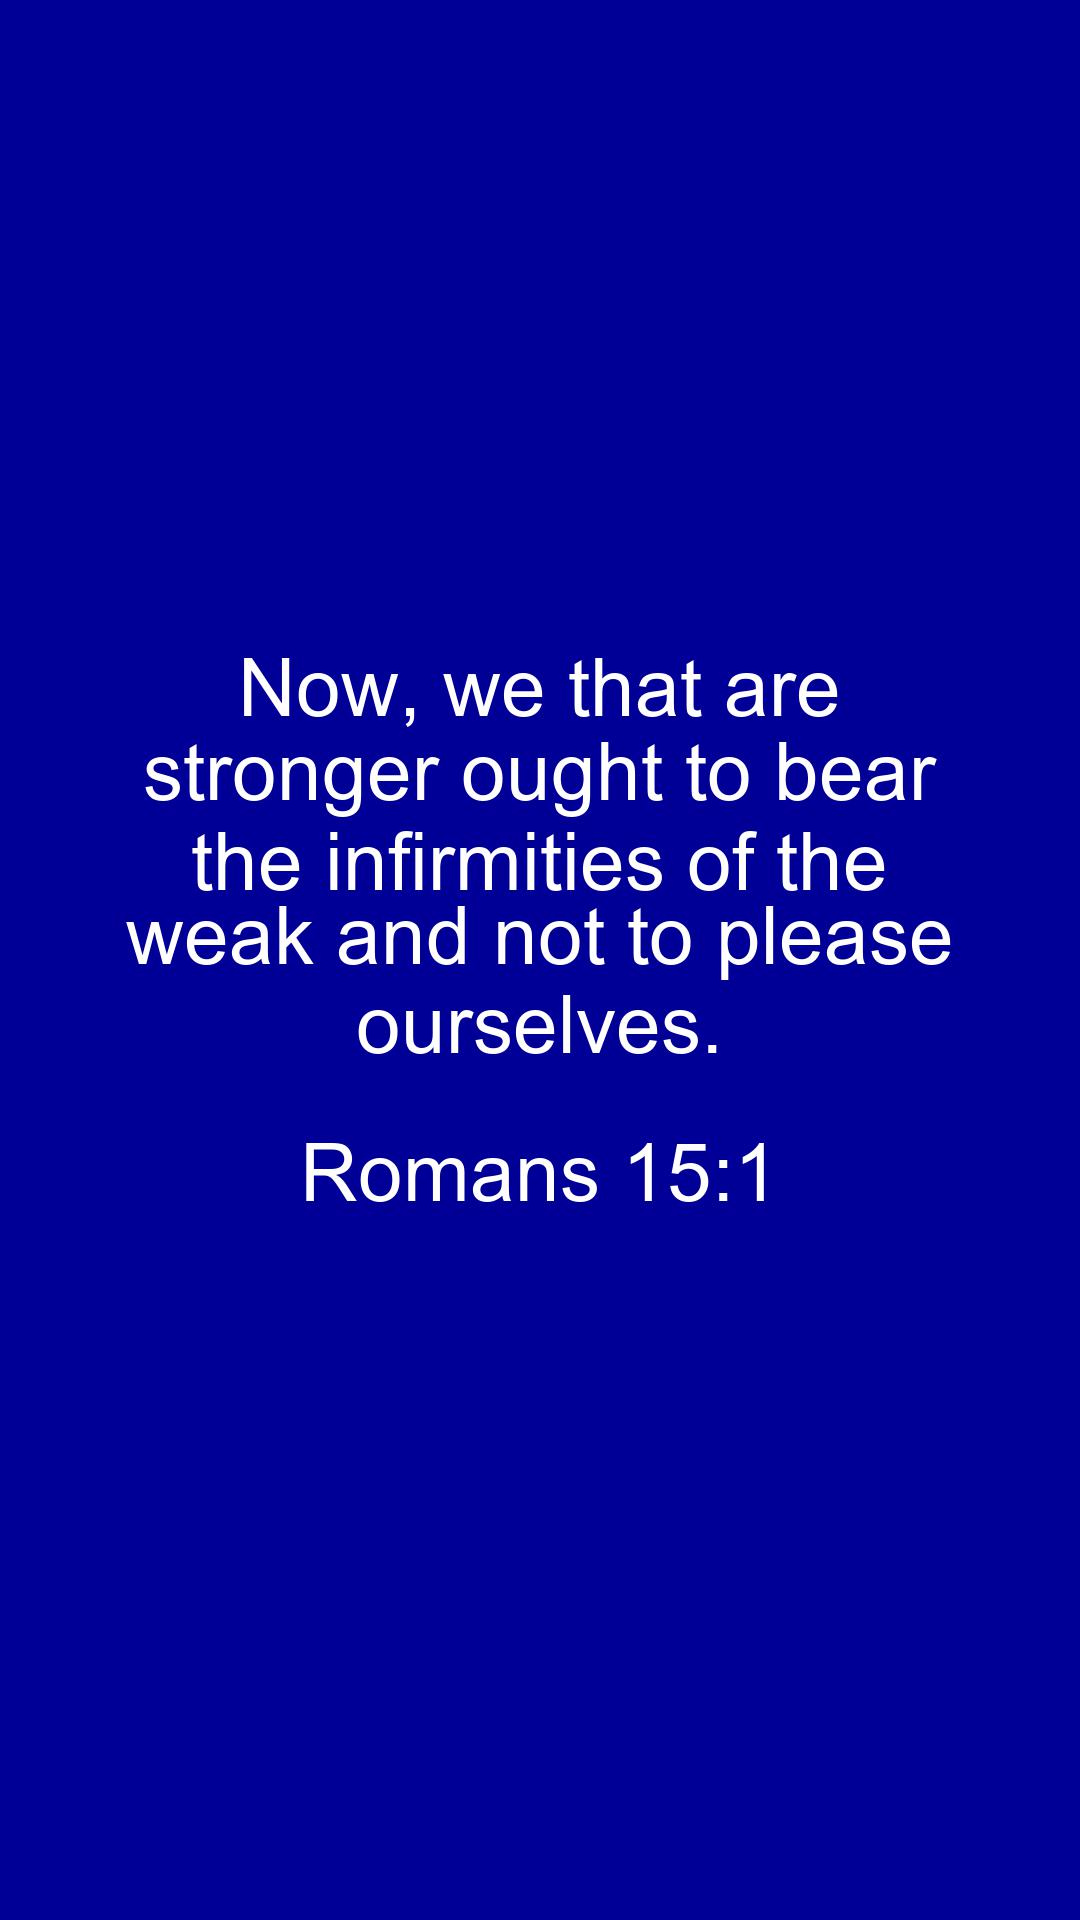 Now, we that are
stronger ought to bear
the infirmities of the
weak and not to please
ourselves.
Romans 15:1